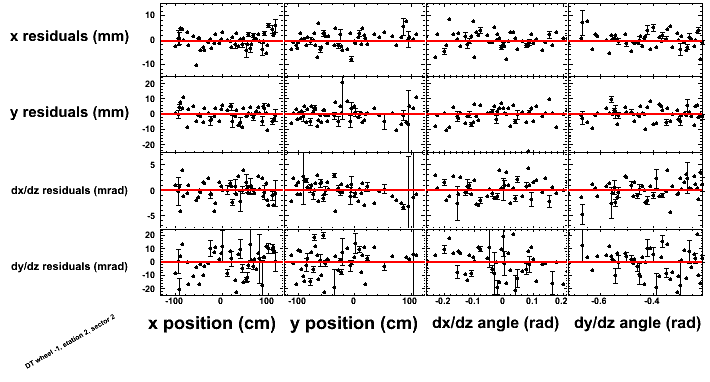 x residuals (mm)
10
0
-10
y residuals (mm)
20
10
0
-10
-20
dx/dz residuals (mrad)
5
0
-5
dy/dz residuals (mrad)
20
10
0
-10
-20
-100 0 100 -100 0 100 -0.2 -0.1 0 0.1 0.2 -0.6 -0.4
x position (cm) y position (cm) dx/dz angle (rad) dy/dz angle (rad)
DT wheel -1, station 2, sector 2